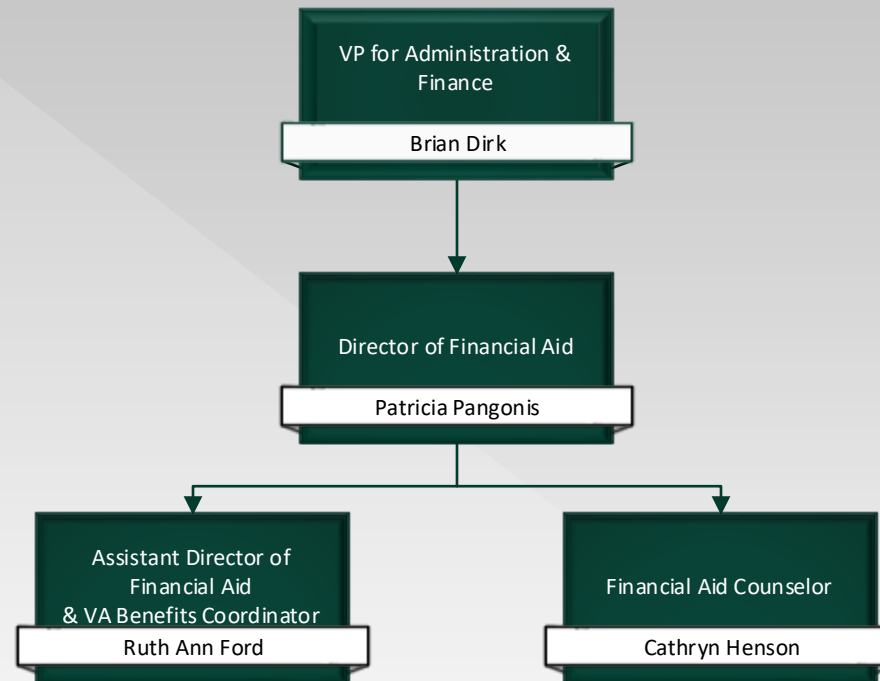 VP for Administration &
Finance
Brian Dirk
Director of Financial Aid
Patricia Pangonis
Assistant Director of
Financial Aid
& VA Benefits Coordinator
Ruth Ann Ford
Financial Aid Counselor
Cathryn Henson